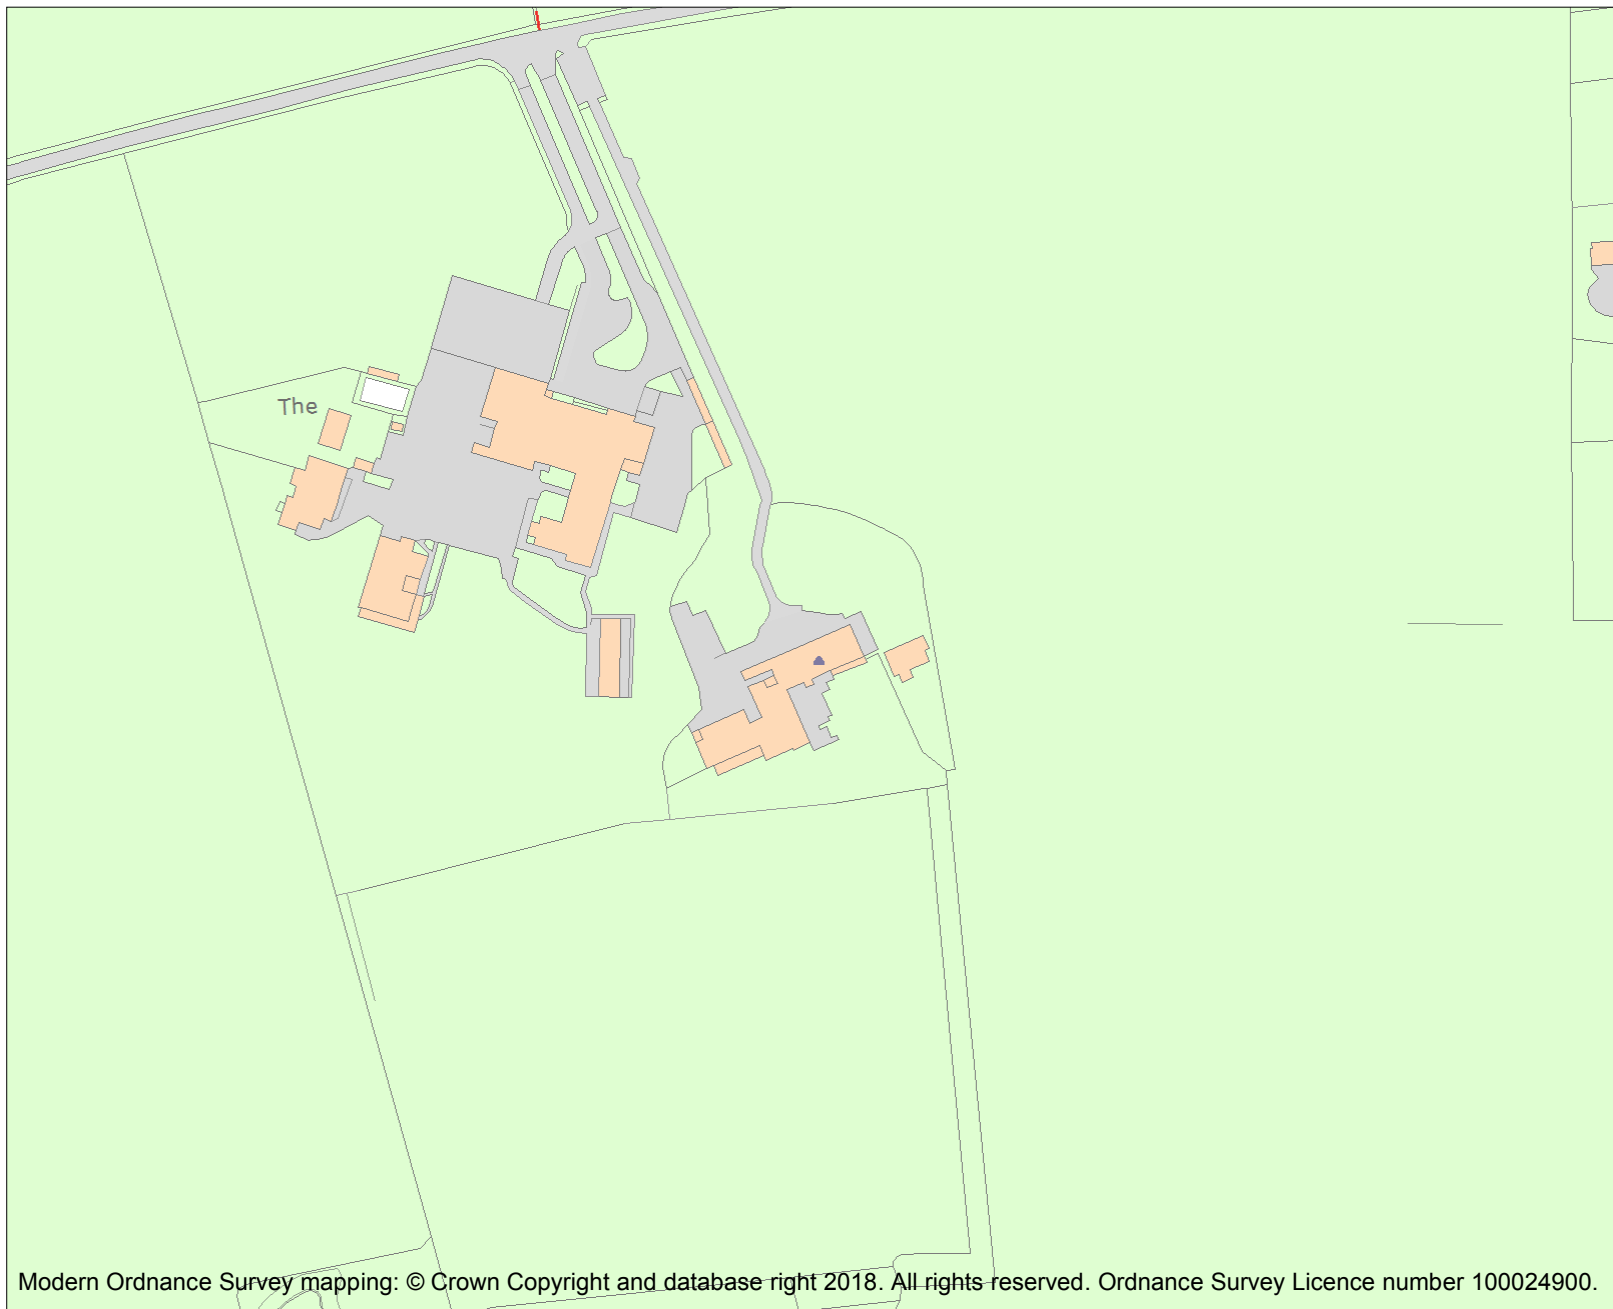 The
Modern Ordnance Survey mapping: © Crown Copyright and database right 2018. All rights reserved. Ordnance Survey Licence number 100024900.